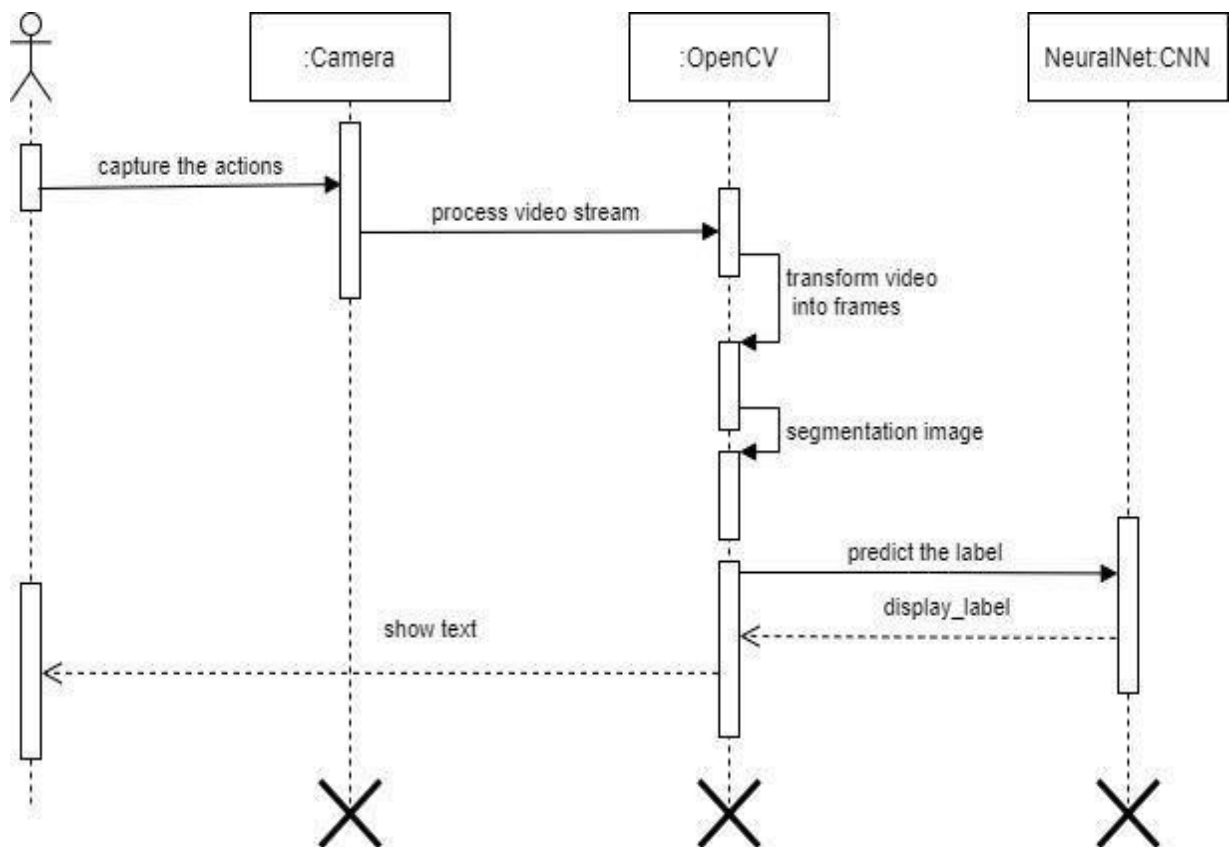 :Camera
:OpenCV
NeuralNet:CNN
capture the actions
process video stream
transform video
into frames
segmentation image
predict the label
display_label
show text